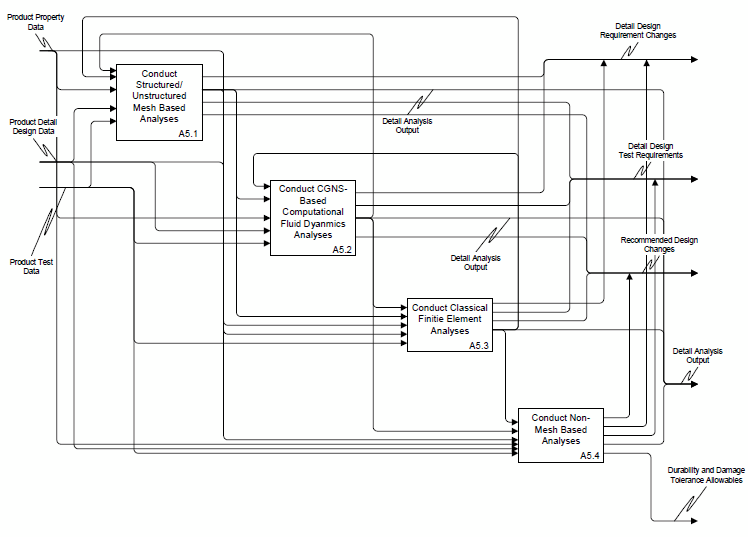 Product Property
Data
Detail Design
Requirement Changes
Conduct
Structured/
Unstructured
Mesh Based
Analyses
A5.1
Product Detail
Design Data
Detail Analysis
Output
Detail Design
Test Requirements
Conduct CGNS-
Based
Computational
Fluid Dyanmics
Analyses
A5.2
Product Test
Data
Detail Analysis
Output
Recommended Design
Changes
Conduct Classical
Finitie Element
Analyses
A5.3
Detail Analysis
Output
Conduct Non-
Mesh Based
Analyses
A5.4
Durability and Damage
Tolerance Allowables